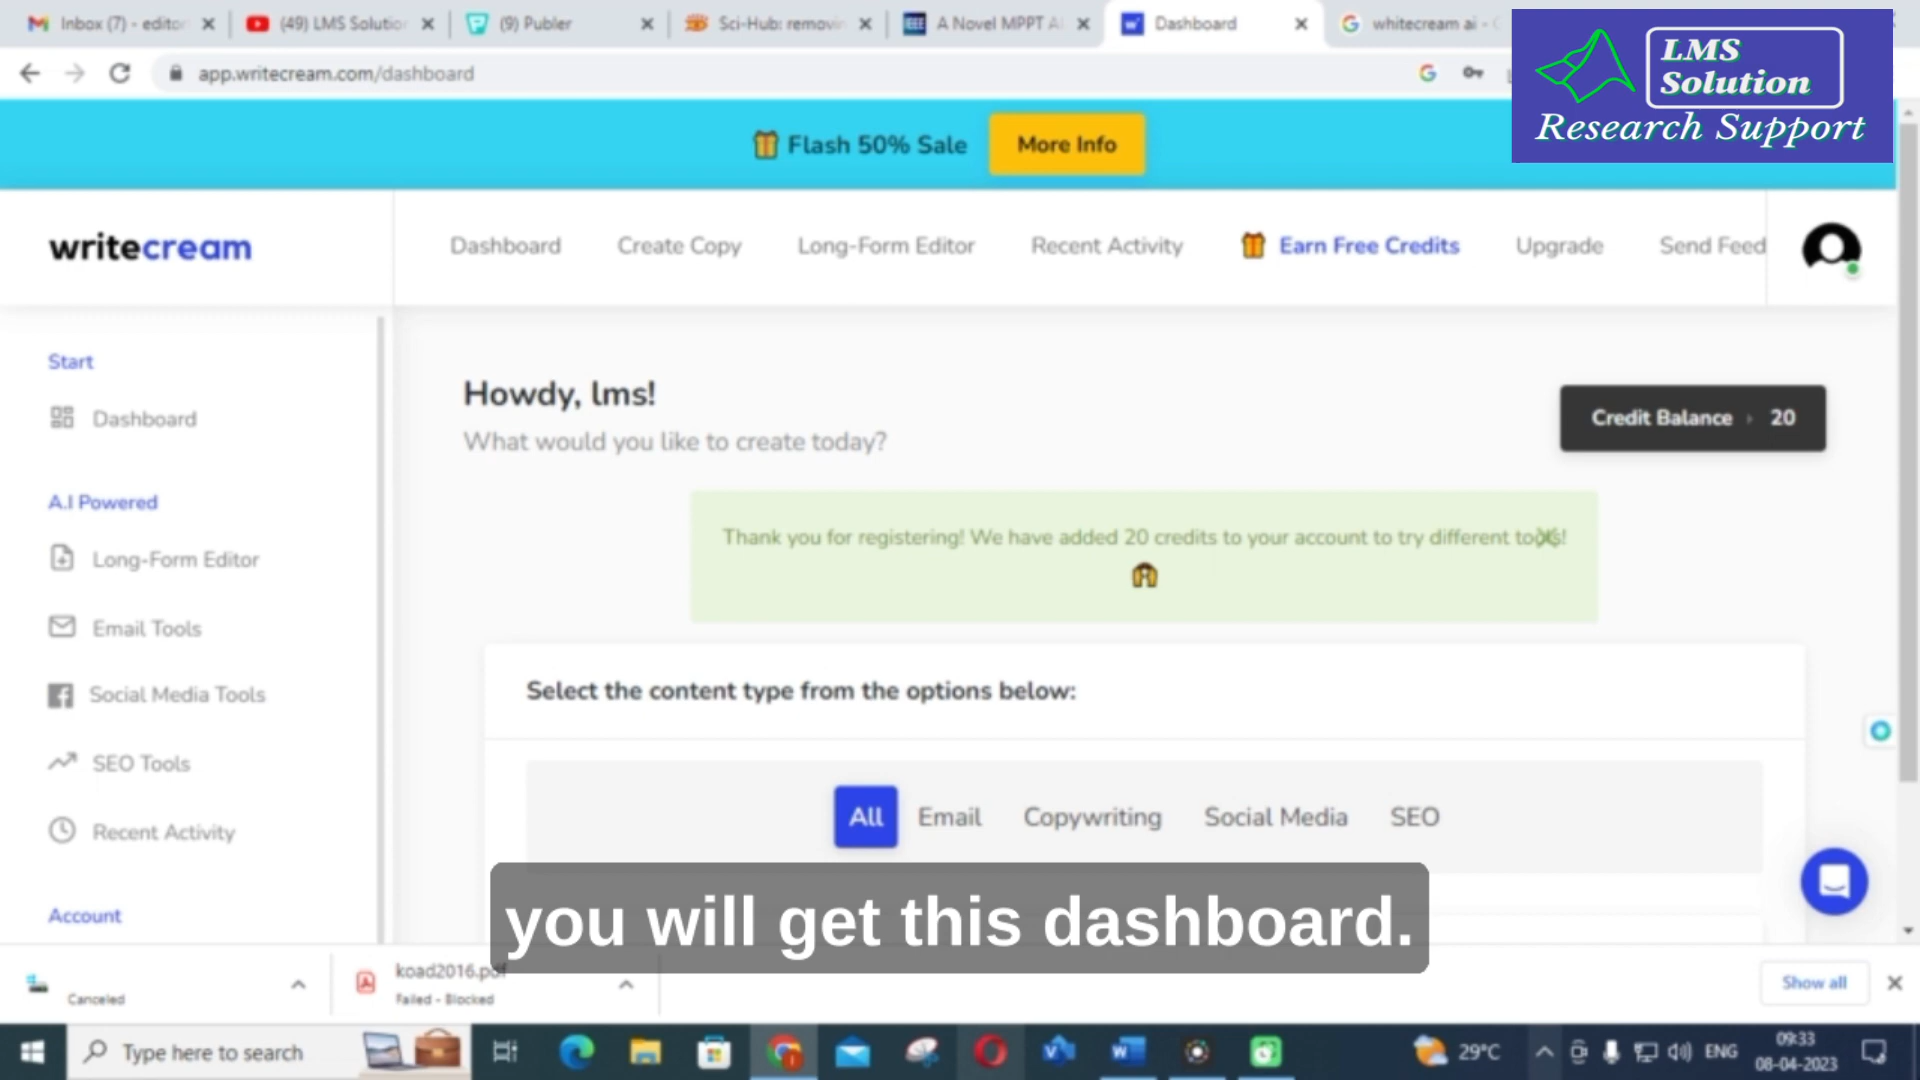 Inbox (7) - editor
(49) LMS Solution
(9) Publer
Sci-Hub: removin
A Novel MPPT A
Dashboard
whitecream ai -
LMS
Solution
Research Support
app.writecream.com/dashboard
Flash 50% Sale
More Info
writecream
Dashboard
Create Copy
Long-Form Editor
Recent Activity
Earn Free Credits
Upgrade
Send Feed
Start
Dashboard
A.I Powered
Long-Form Editor
Email Tools
Social Media Tools
SEO Tools
Recent Activity
Account
Howdy, lms!
What would you like to create today?
Credit Balance 20
Thank you for registering! We have added 20 credits to your account to try different tools!
Select the content type from the options below:
All
Email
Copywriting
Social Media
SEO
you will get this dashboard.
Canceled
koad2016.pdf
Failed - Blocked
Show all
Type here to search
29°C
ENG
09:33
08-04-2023